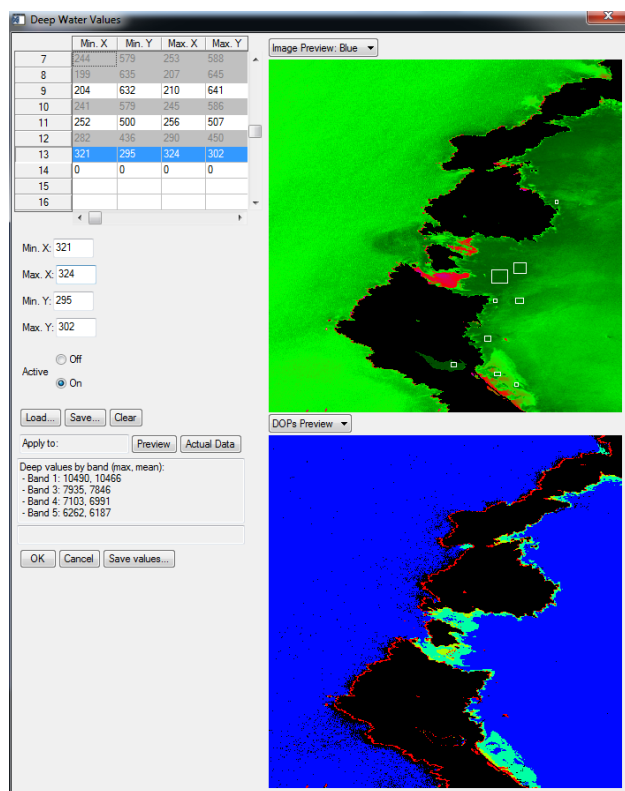 Deep Water Values
X
Min. X Min. Y Max. X Max. Y
7 244 579 253 588
8 199 635 207 645
9 204 632 210 641
10 241 579 245 586
11 252 500 256 507
12 282 436 290 450
13 321 295 324 302
14 0 0 0 0
15
16
Min. X: 321
Max. X: 324
Min. Y: 295
Max. Y: 302
Active
Off
On
Load... Save... Clear
Apply to: Preview Actual Data
Deep values by band (max, mean):
- Band 1: 10490, 10466
- Band 3: 7935, 7846
- Band 4: 7103, 6991
- Band 5: 6262, 6187
OK Cancel Save values...
Image Preview: Blue
DOPs Preview